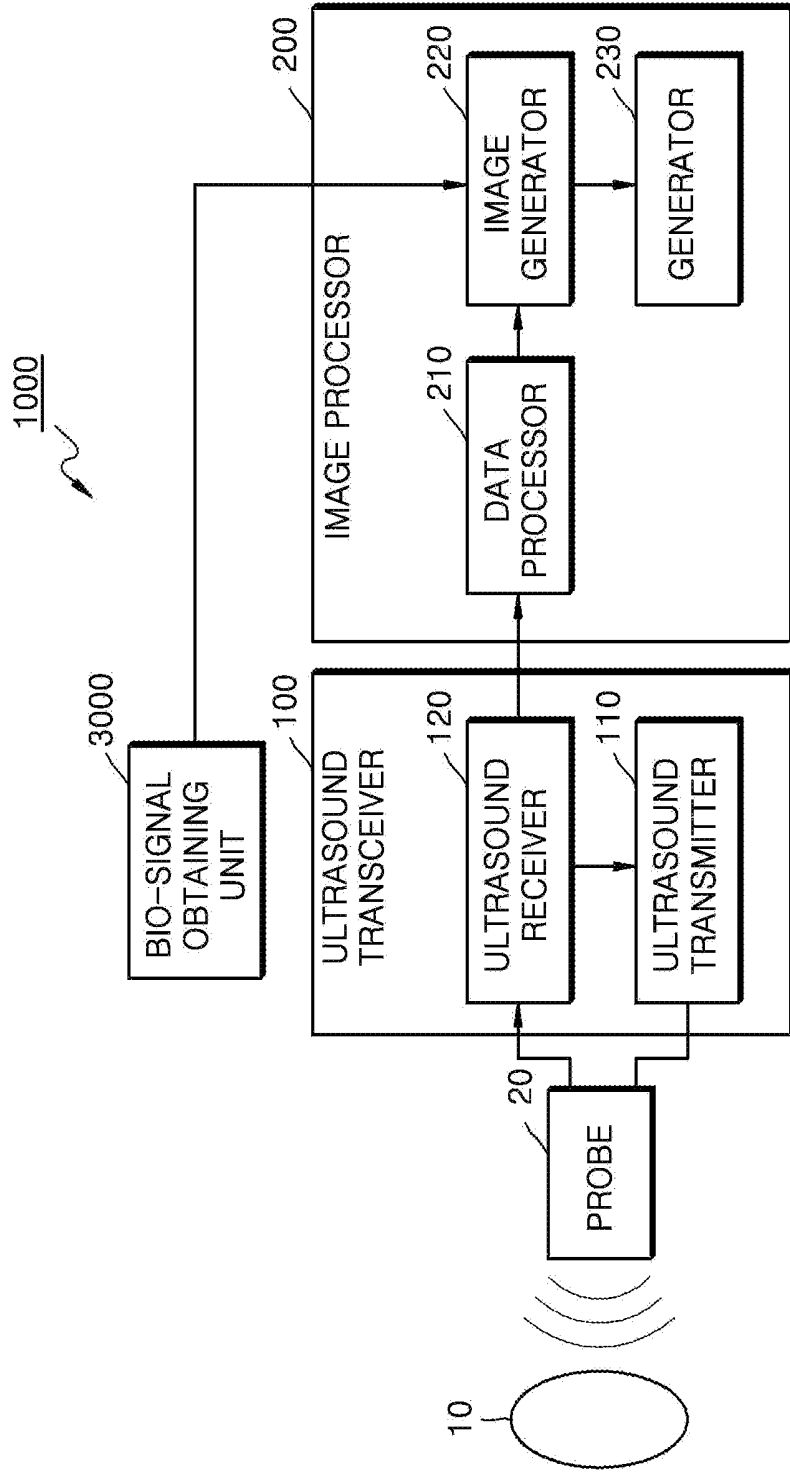 1000
3000
BIO-SIGNAL
OBTAINING
UNIT
100
ULTRASOUND
TRANSCEIVER
120
ULTRASOUND
RECEIVER
110
ULTRASOUND
TRANSMITTER
20
PROBE
10
200
IMAGE PROCESSOR
210
DATA
PROCESSOR
220
IMAGE
GENERATOR
230
GENERATOR